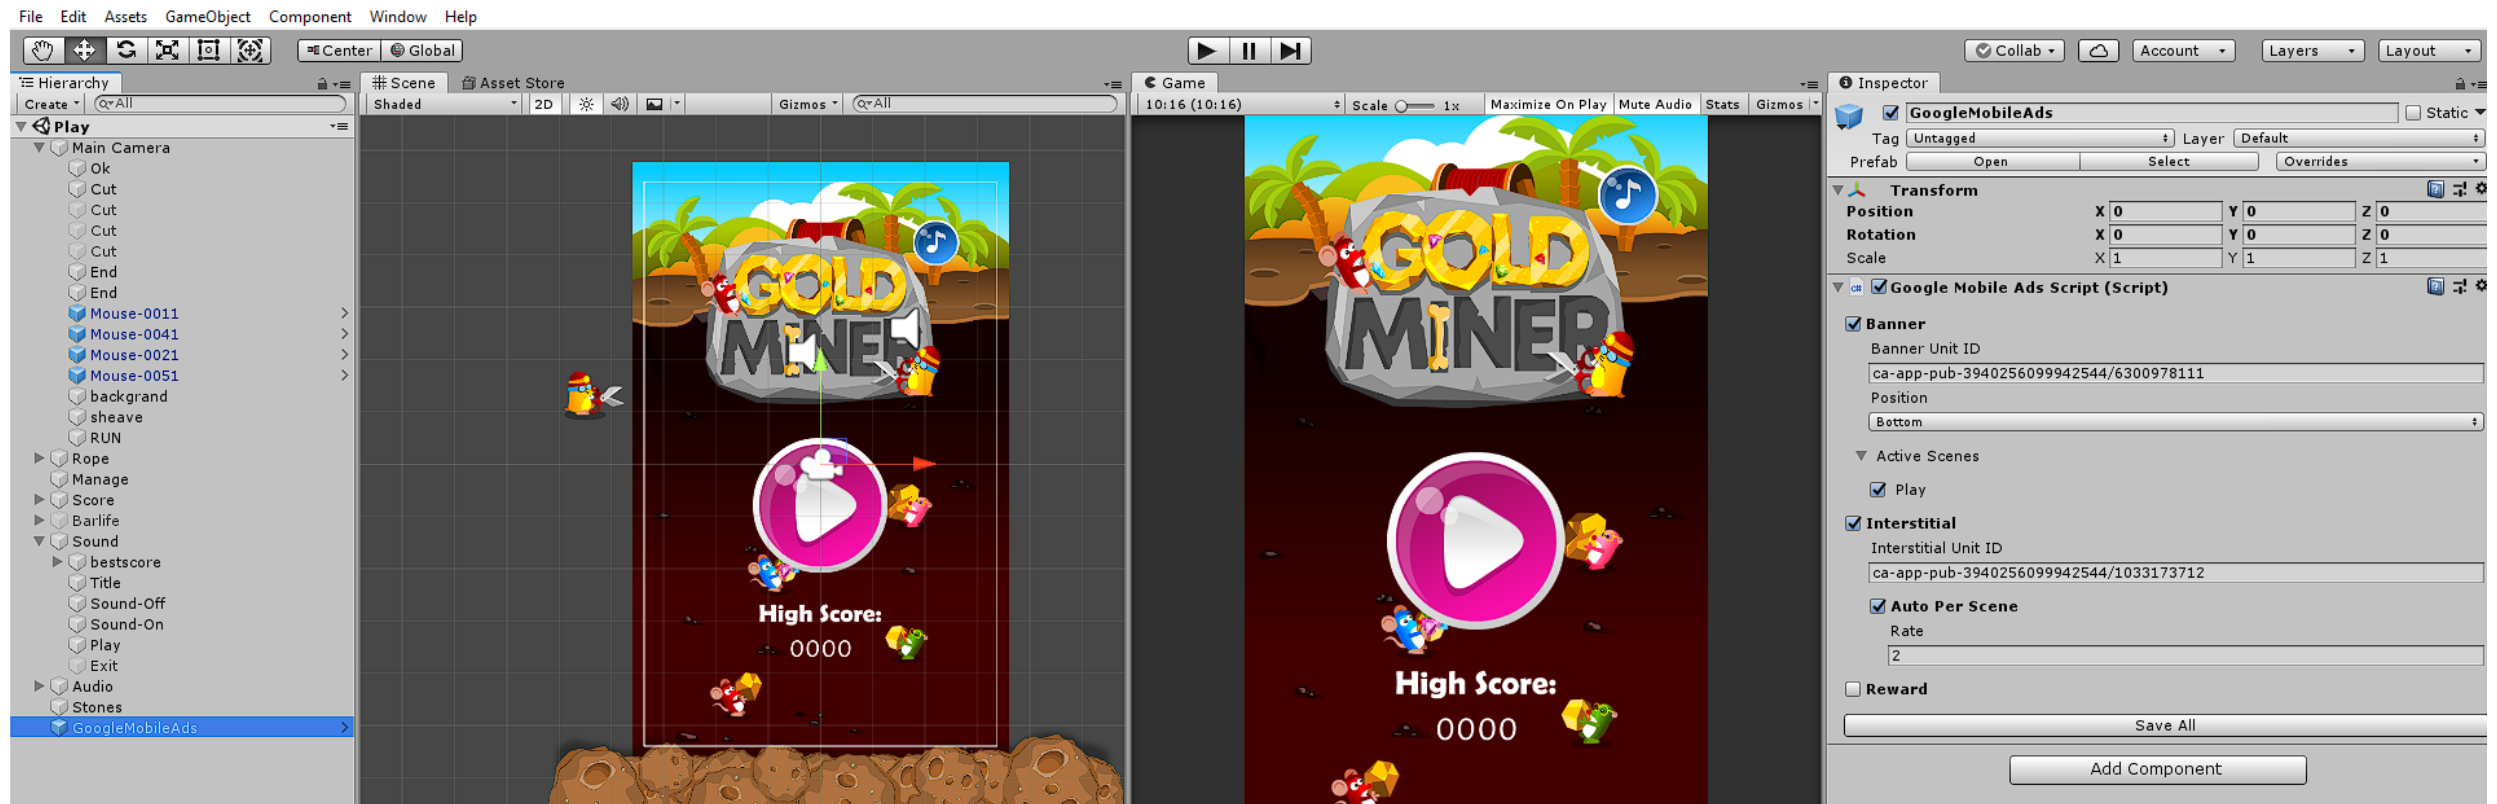 File Edit Assets GameObject Component Window Help
Center Global
Collab Account Layers Layout
Hierarchy
Create All
Play
Main Camera
Ok
Cut
Cut
Cut
Cut
End
End
Mouse-0011
Mouse-0041
Mouse-0021
Mouse-0051
backgrand
sheave
RUN
Rope
Manage
Score
Barlife
Sound
bestscore
Title
Sound-Off
Sound-On
Play
Exit
Audio
Stones
GoogleMobileAds
Scene Asset Store
Shaded 2D Gizmos All
GOLD
MINER
High Score:
0000
Game
10:16 (10:16) Scale 1x Maximize On Play Mute Audio Stats Gizmos
GOLD
MINER
High Score:
0000
Inspector
GoogleMobileAds Static
Tag Untagged Layer Default
Prefab Open Select Overrides
Transform
Position X 0 Y 0 Z 0
Rotation X 0 Y 0 Z 0
Scale X 1 Y 1 Z 1
Google Mobile Ads Script (Script)
Banner
Banner Unit ID
ca-app-pub-3940256099942544/6300978111
Position
Bottom
Active Scenes
Play
Interstitial
Interstitial Unit ID
ca-app-pub-3940256099942544/1033173712
Auto Per Scene
Rate
2
Reward
Save All
Add Component